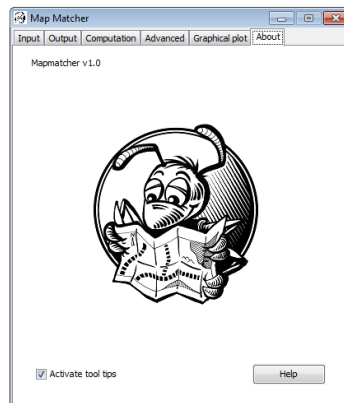 Map Matcher
Input Output Computation Advanced Graphical plot About
Mapmatcher v1.0
Activate tool tips
Help